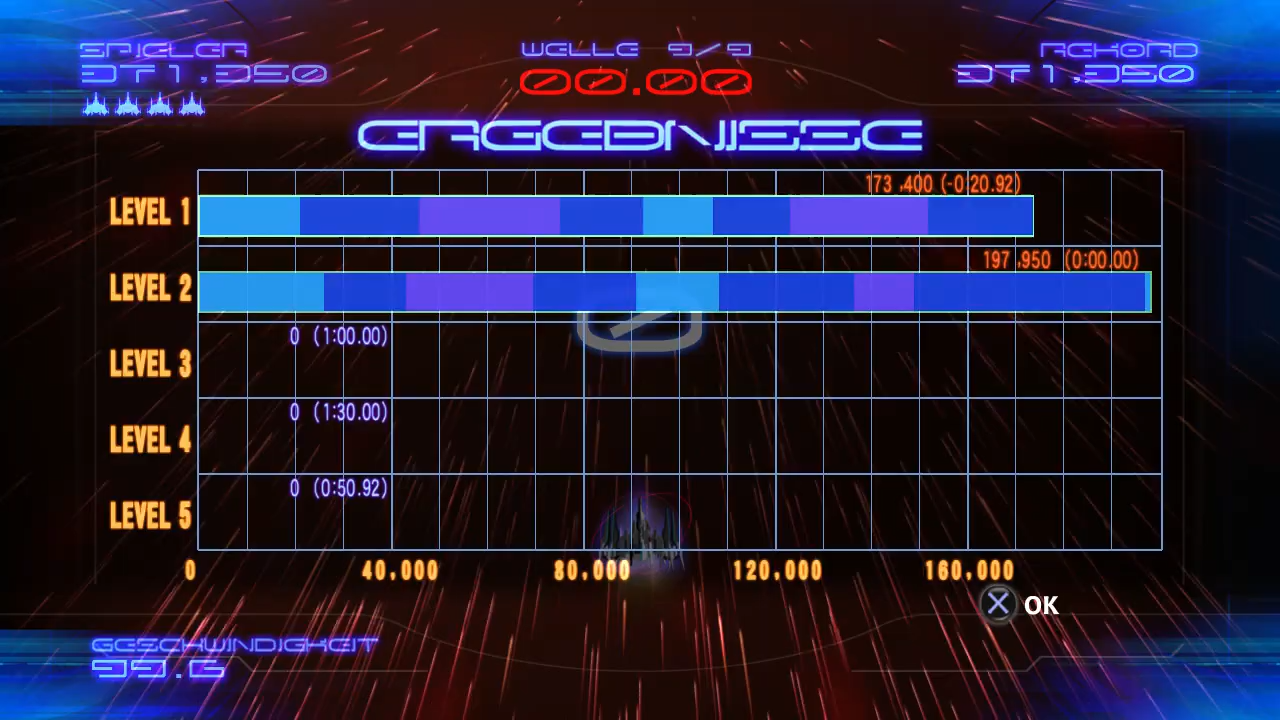 SPIELER
371,350
WELLE 9/9
00.00
REKORD
371,350
ERGEBNISSE
LEVEL 1
173,400 (-0:20.92)
LEVEL 2
197,950 (0:00.00)
LEVEL 3
0 (1:00.00)
LEVEL 4
0 (1:30.00)
LEVEL 5
0 (0:50.92)
0 40,000 80,000 120,000 160,000
OK
GESCHWINDIGKEIT
99.6